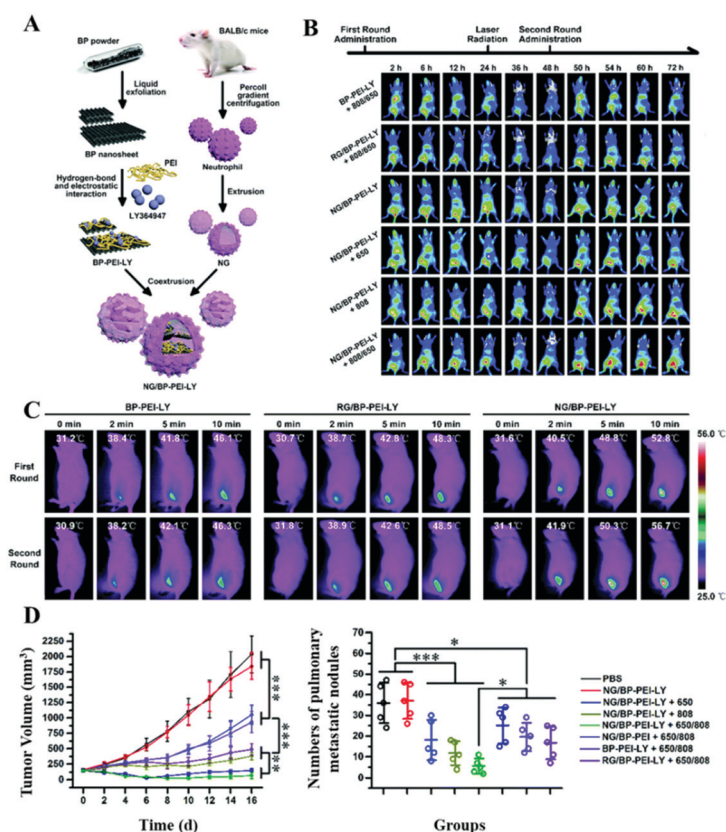 A
BP powder
BALB/c mice
Liquid
exfoliation
Percoll
gradient
centrifugation
BP nanosheet
Neutrophil
PEI
Hydrogen-bond
and electrostatic
interaction
Extrusion
LY364947
BP-PEI-LY
NG
Coextrusion
NG/BP-PEI-LY
B
First Round
Administration
Laser
Radiation
Second Round
Administration
2 h 6 h 12 h 24 h 36 h 48 h 50 h 54 h 60 h 72 h
BP-PEI-LY
+ 808/650
RG/BP-PEI-LY
+ 808/650
NG/BP-PEI-LY
NG/BP-PEI-LY
+ 650
NG/BP-PEI-LY
+ 808
NG/BP-PEI-LY
+ 808/650
C
BP-PEI-LY RG/BP-PEI-LY NG/BP-PEI-LY
0 min 2 min 5 min 10 min 0 min 2 min 5 min 10 min 0 min 2 min 5 min 10 min
First
Round
31.2℃ 38.4℃ 41.8℃ 46.1℃ 30.7℃ 38.7℃ 42.8℃ 48.3℃ 31.6℃ 40.5℃ 48.8℃ 52.8℃
Second
Round
30.9℃ 38.2℃ 42.1℃ 46.3℃ 31.8℃ 38.9℃ 42.6℃ 48.5℃ 31.1℃ 41.9℃ 50.3℃ 56.7℃
56.0℃
25.0℃
D
Tumor Volume (mm³)
2250
2000
1750
1500
1250
1000
750
500
250
0
0 2 4 6 8 10 12 14 16
Time (d)
***
***
**
Numbers of pulmonary
metastatic nodules
70
60
50
40
30
20
10
0
*
***
*
Groups
PBS
NG/BP-PEI-LY
NG/BP-PEI-LY + 650
NG/BP-PEI-LY + 808
NG/BP-PEI-LY + 650/808
NG/BP-PEI + 650/808
BP-PEI-LY + 650/808
RG/BP-PEI-LY + 650/808